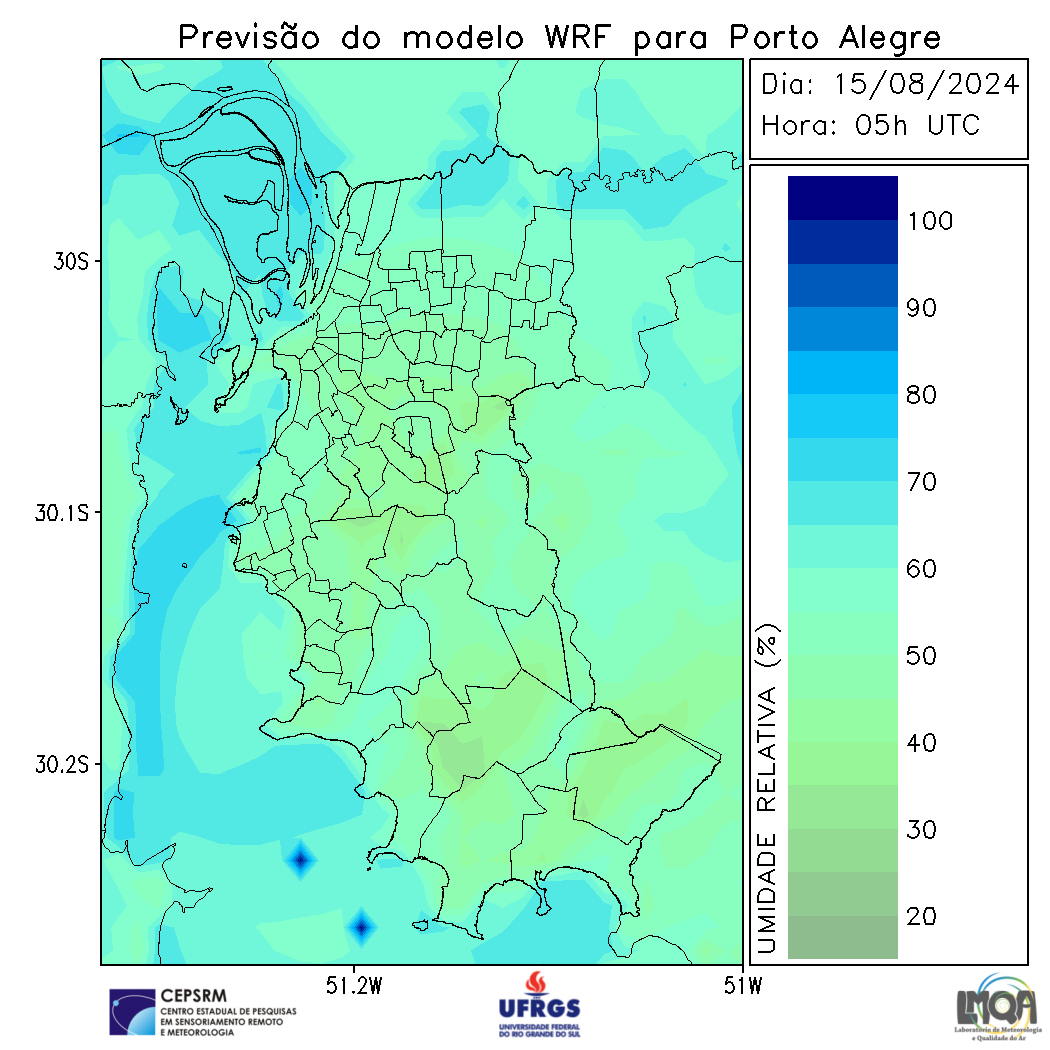 Previsão do modelo WRF para Porto Alegre
Dia: 15/08/2024
Hora: 05h UTC
30S
30.1S
30.2S
51.2W
51W
100
90
80
70
60
50
40
30
20
UMIDADE RELATIVA (%)
CEPSRM
CENTRO ESTADUAL DE PESQUISAS
EM SENSORIAMENTO REMOTO
E METEOROLOGIA
UFRGS
UNIVERSIDADE FEDERAL
DO RIO GRANDE DO SUL
LMQA
Laboratório de Meteorologia
e Qualidade do Ar